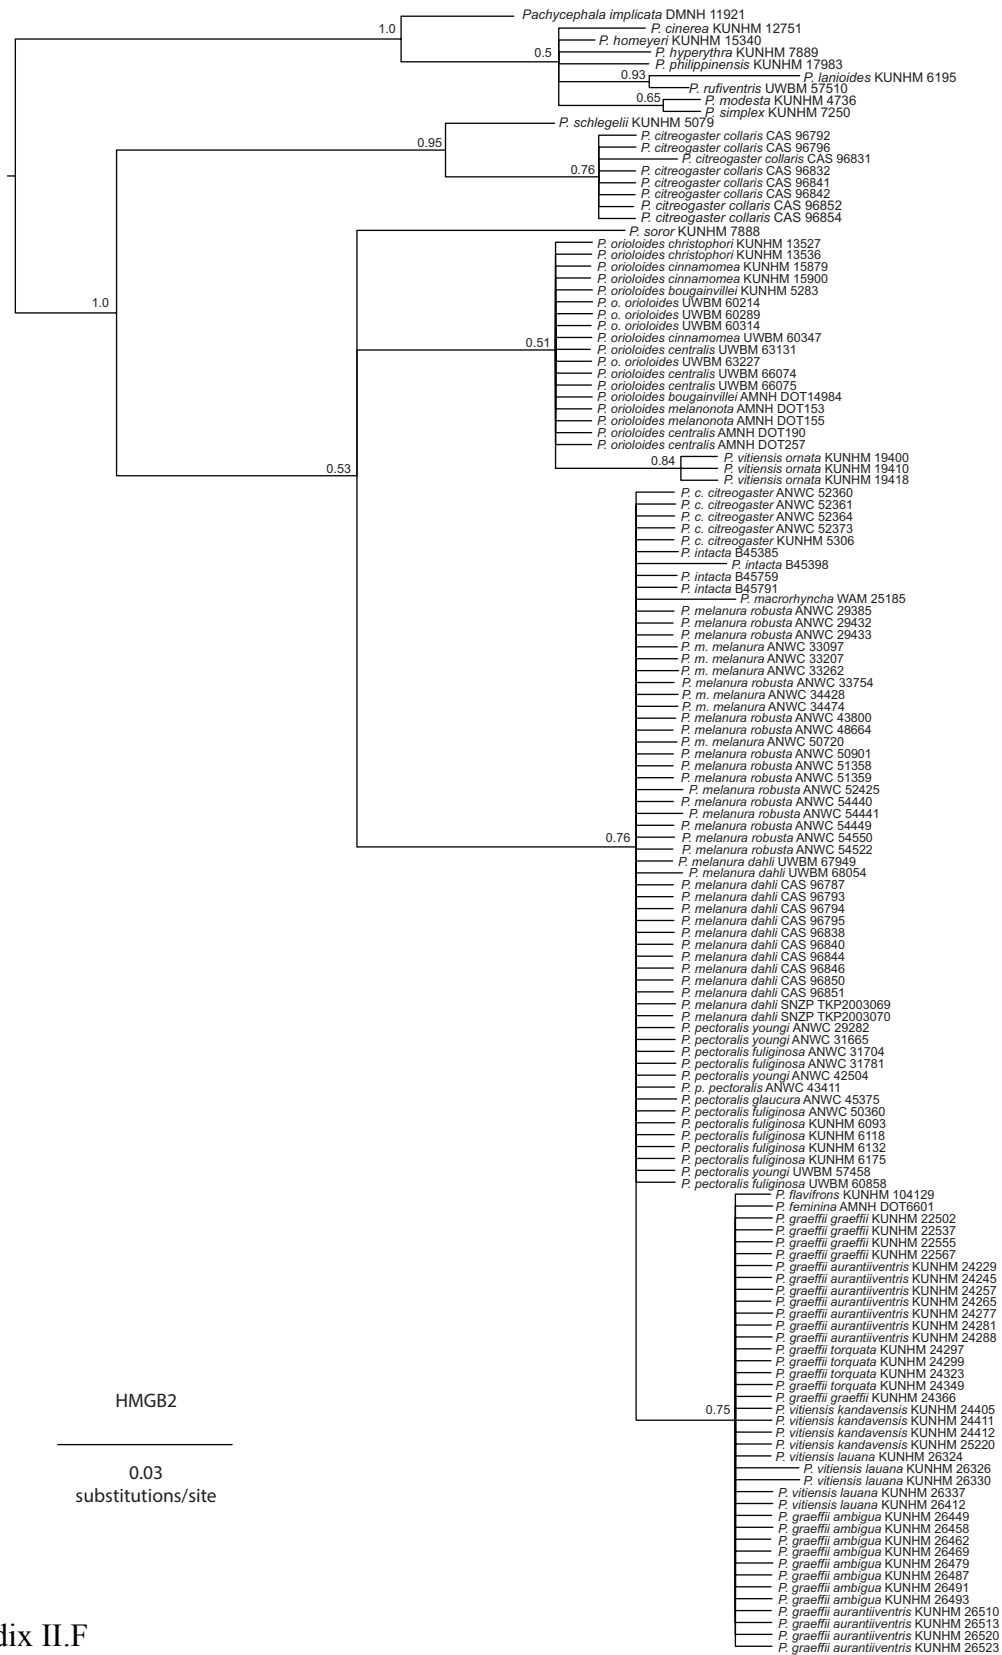 Pachycephala implicata DMNH 11921
1.0
P. cinerea KUNHM 12751
P. homeyeri KUNHM 15340
0.5
P. hyperythra KUNHM 7889
P. philippinensis KUNHM 17983
0.93
P. lanioides KUNHM 6195
P. rufiventris UWBM 57510
0.65
P. modesta KUNHM 4736
P. simplex KUNHM 7250
P. schlegelii KUNHM 5079
0.95
P. citreogaster collaris CAS 96792
P. citreogaster collaris CAS 96796
P. citreogaster collaris CAS 96831
0.76
P. citreogaster collaris CAS 96832
P. citreogaster collaris CAS 96841
P. citreogaster collaris CAS 96842
P. citreogaster collaris CAS 96852
P. citreogaster collaris CAS 96854
P. soror KUNHM 7888
P. orioloides christophori KUNHM 13527
P. orioloides christophori KUNHM 13536
P. orioloides cinnamomea KUNHM 15879
P. orioloides cinnamomea KUNHM 15900
P. orioloides bougainvillei KUNHM 5283
1.0
P. o. orioloides UWBM 60214
P. o. orioloides UWBM 60289
P. o. orioloides UWBM 60314
P. orioloides cinnamomea UWBM 60347
0.51
P. orioloides centralis UWBM 63131
P. o. orioloides UWBM 63227
P. orioloides centralis UWBM 66074
P. orioloides centralis UWBM 66075
P. orioloides bougainvillei AMNH DOT14984
P. orioloides melanonota AMNH DOT153
P. orioloides melanonota AMNH DOT155
P. orioloides centralis AMNH DOT190
P. orioloides centralis AMNH DOT257
P. vitiensis ornata KUNHM 19400
0.84
P. vitiensis ornata KUNHM 19410
0.53
P. vitiensis ornata KUNHM 19418
P. c. citreogaster ANWC 52360
P. c. citreogaster ANWC 52361
P. c. citreogaster ANWC 52364
P. c. citreogaster ANWC 52373
P. c. citreogaster KUNHM 5306
P. intacta B45385
P. intacta B45398
P. intacta B45759
P. intacta B45791
P. macrorhyncha WAM 25185
P. melanura robusta ANWC 29385
P. melanura robusta ANWC 29432
P. melanura robusta ANWC 29433
P. m. melanura ANWC 33097
P. m. melanura ANWC 33207
P. m. melanura ANWC 33262
P. melanura robusta ANWC 33754
P. m. melanura ANWC 34428
P. m. melanura ANWC 34474
P. melanura robusta ANWC 43800
P. melanura robusta ANWC 48664
P. m. melanura ANWC 50720
P. melanura robusta ANWC 50901
P. melanura robusta ANWC 51358
P. melanura robusta ANWC 51359
P. melanura robusta ANWC 52425
P. melanura robusta ANWC 54440
P. melanura robusta ANWC 54441
P. melanura robusta ANWC 54449
0.76
P. melanura robusta ANWC 54550
P. melanura robusta ANWC 54522
P. melanura dahli UWBM 67949
P. melanura dahli UWBM 68054
P. melanura dahli CAS 96787
P. melanura dahli CAS 96793
P. melanura dahli CAS 96794
P. melanura dahli CAS 96795
P. melanura dahli CAS 96838
P. melanura dahli CAS 96840
P. melanura dahli CAS 96844
P. melanura dahli CAS 96846
P. melanura dahli CAS 96850
P. melanura dahli CAS 96851
P. melanura dahli SNZP TKP2003069
P. melanura dahli SNZP TKP2003070
P. pectoralis youngi ANWC 29282
P. pectoralis youngi ANWC 31665
P. pectoralis fuliginosa ANWC 31704
P. pectoralis fuliginosa ANWC 31781
P. pectoralis youngi ANWC 42504
P. p. pectoralis ANWC 43411
P. pectoralis glaucura ANWC 45375
P. pectoralis fuliginosa ANWC 50360
P. pectoralis fuliginosa KUNHM 6093
P. pectoralis fuliginosa KUNHM 6118
P. pectoralis fuliginosa KUNHM 6132
P. pectoralis fuliginosa KUNHM 6175
P. pectoralis youngi UWBM 57458
P. pectoralis fuliginosa UWBM 60858
P. flavifrons KUNHM 104129
P. feminina AMNH DOT6601
P. graeffii graeffii KUNHM 22502
P. graeffii graeffii KUNHM 22537
P. graeffii graeffii KUNHM 22555
P. graeffii graeffii KUNHM 22567
P. graeffii aurantiiventris KUNHM 24229
P. graeffii aurantiiventris KUNHM 24245
P. graeffii aurantiiventris KUNHM 24257
P. graeffii aurantiiventris KUNHM 24265
P. graeffii aurantiiventris KUNHM 24277
P. graeffii aurantiiventris KUNHM 24281
P. graeffii aurantiiventris KUNHM 24288
P. graeffii torquata KUNHM 24297
P. graeffii torquata KUNHM 24299
P. graeffii torquata KUNHM 24323
P. graeffii torquata KUNHM 24349
P. graeffii graeffii KUNHM 24366
0.75
P. vitiensis kandavensis KUNHM 24405
P. vitiensis kandavensis KUNHM 24411
P. vitiensis kandavensis KUNHM 24412
P. vitiensis kandavensis KUNHM 25220
P. vitiensis lauana KUNHM 26324
P. vitiensis lauana KUNHM 26326
P. vitiensis lauana KUNHM 26330
P. vitiensis lauana KUNHM 26337
P. vitiensis lauana KUNHM 26412
P. graeffii ambigua KUNHM 26449
P. graeffii ambigua KUNHM 26458
P. graeffii ambigua KUNHM 26462
P. graeffii ambigua KUNHM 26469
P. graeffii ambigua KUNHM 26479
P. graeffii ambigua KUNHM 26487
P. graeffii ambigua KUNHM 26491
P. graeffii ambigua KUNHM 26493
P. graeffii aurantiiventris KUNHM 26510
P. graeffii aurantiiventris KUNHM 26513
P. graeffii aurantiiventris KUNHM 26520
P. graeffii aurantiiventris KUNHM 26523
HMGB2
0.03
substitutions/site
dix II.F